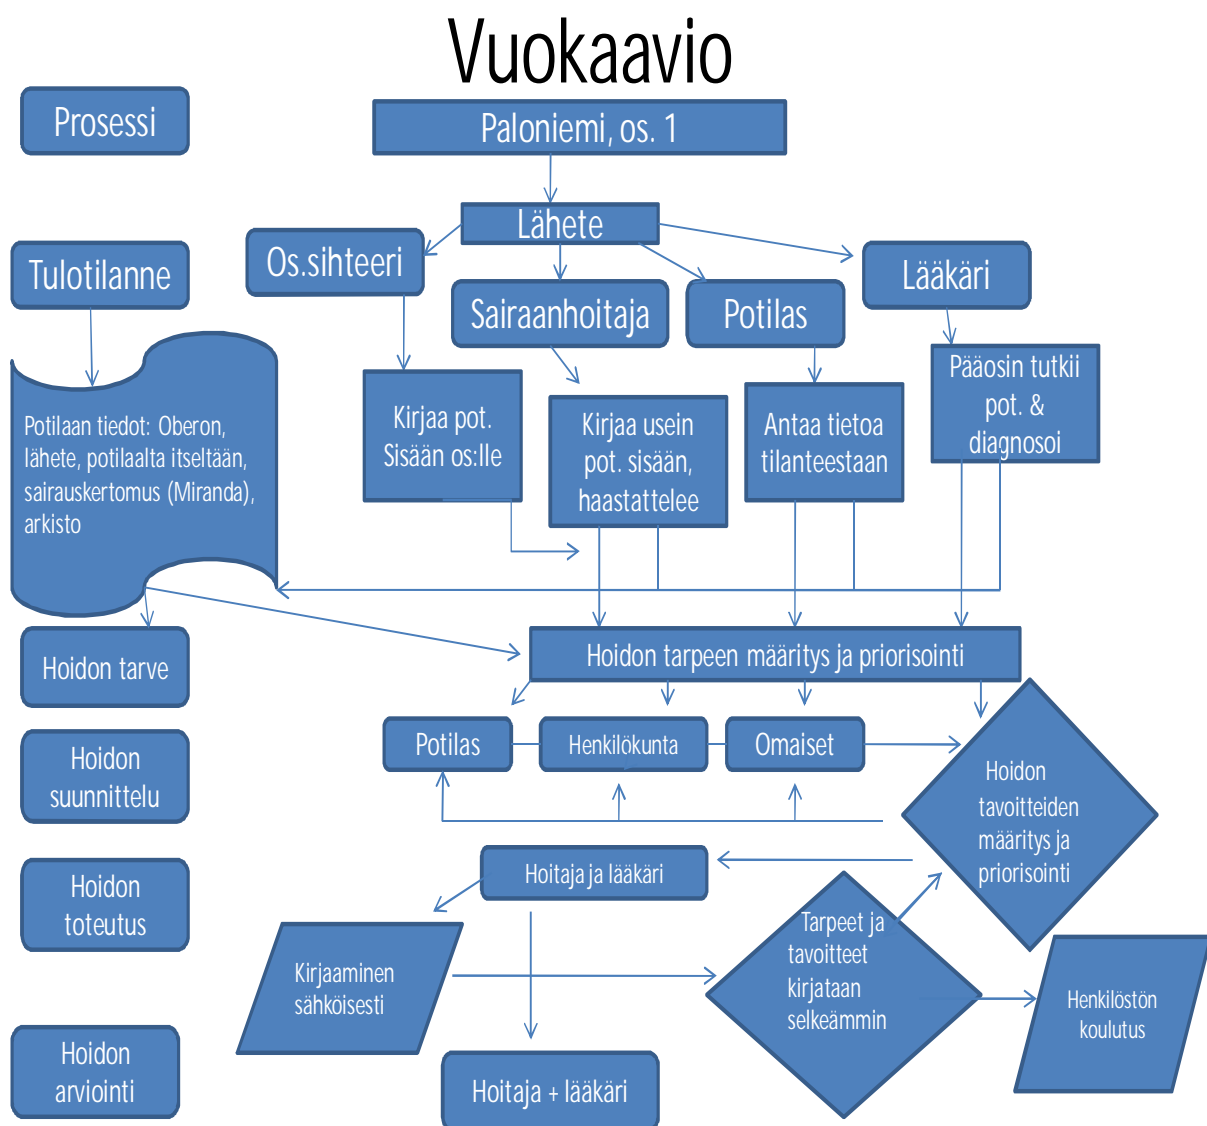 Vuokaavio
Prosessi
Paloniemi, os. 1
Lähete
Os.sihteeri
Lääkäri
Tulotilanne
Sairaanhoitaja
Potilas
Pääosin tutkii
pot. &
diagnosoi
Kirjaa pot.
Sisään os:lle
Kirjaa usein
pot. sisään,
haastattelee
Antaa tietoa
tilanteestaan
Potilaan tiedot: Oberon,
lähete, potilaalta itseltään,
sairauskertomus (Miranda),
arkisto
Hoidon tarve
Hoidon tarpeen määritys ja priorisointi
Potilas
Henkilökunta
Omaiset
Hoidon
suunnittelu
Hoidon
tavoitteiden
määritys ja
priorisointi
Hoitaja ja lääkäri
Hoidon
toteutus
Tarpeet ja
tavoitteet
kirjataan
selkeämmin
Kirjaaminen
sähköisesti
Henkilöstön
koulutus
Hoidon
arviointi
Hoitaja + lääkäri